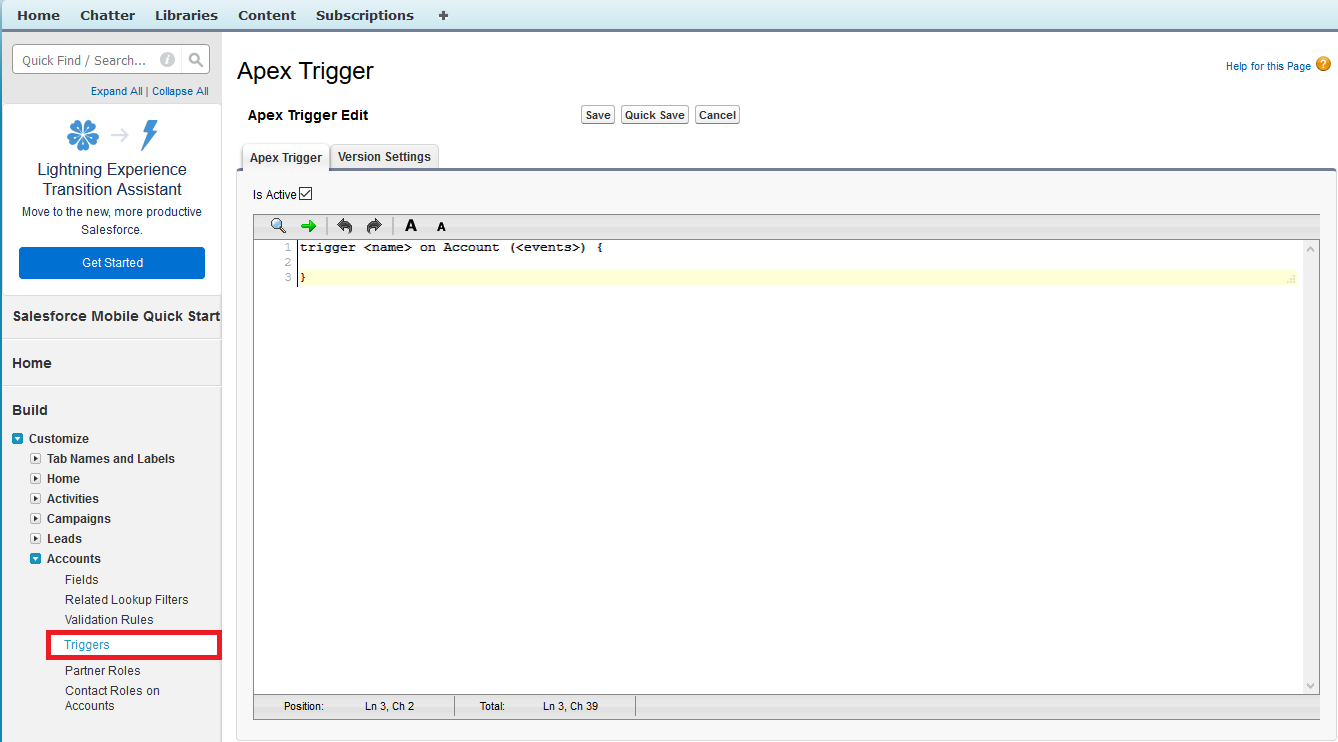 Home Chatter Libraries Content Subscriptions +
Quick Find / Search... i
Expand All | Collapse All
Lightning Experience
Transition Assistant
Move to the new, more productive
Salesforce.
Get Started
Salesforce Mobile Quick Start
Home
Build
Customize
Tab Names and Labels
Home
Activities
Campaigns
Leads
Accounts
Fields
Related Lookup Filters
Validation Rules
Triggers
Partner Roles
Contact Roles on
Accounts
Apex Trigger
Help for this Page ?
Apex Trigger Edit Save Quick Save Cancel
Apex Trigger Version Settings
Is Active
A A
1 trigger <name> on Account (<events>) {
2
3 }
Position: Ln 3, Ch 2 Total: Ln 3, Ch 39